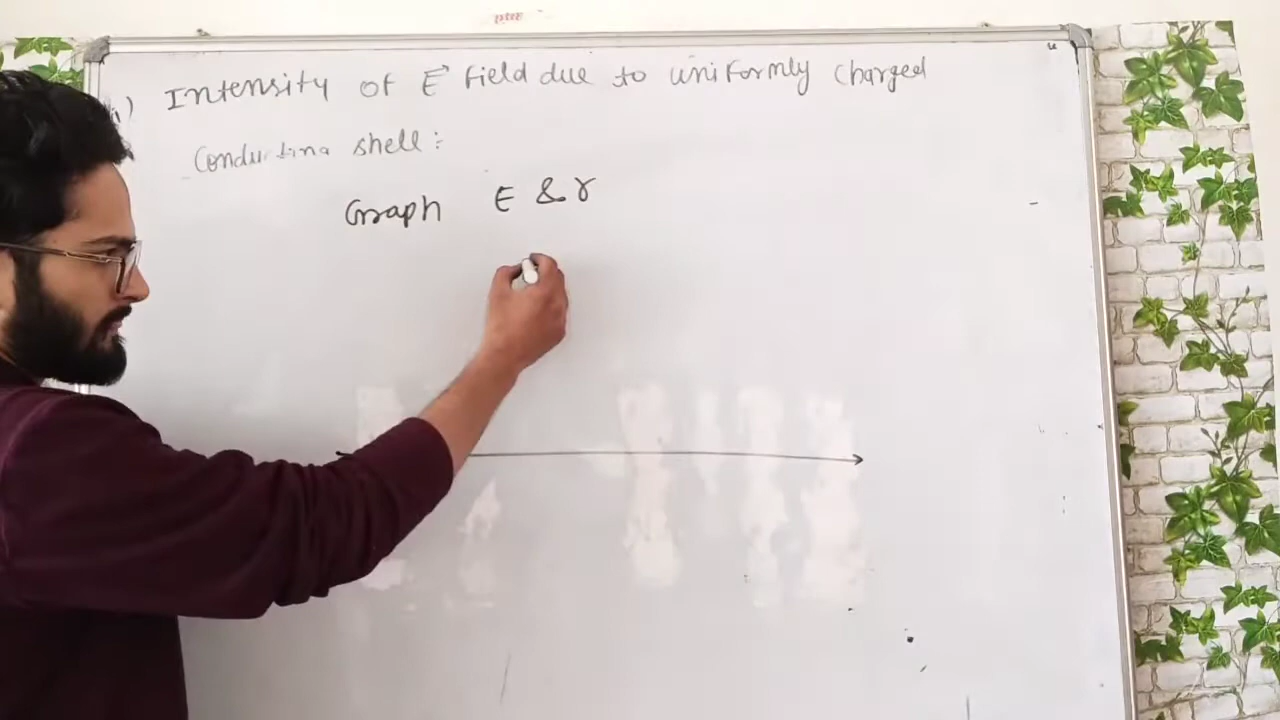 Intensity of E⃗ Field due to uniformly charged
Conducting shell:
Graph E & r